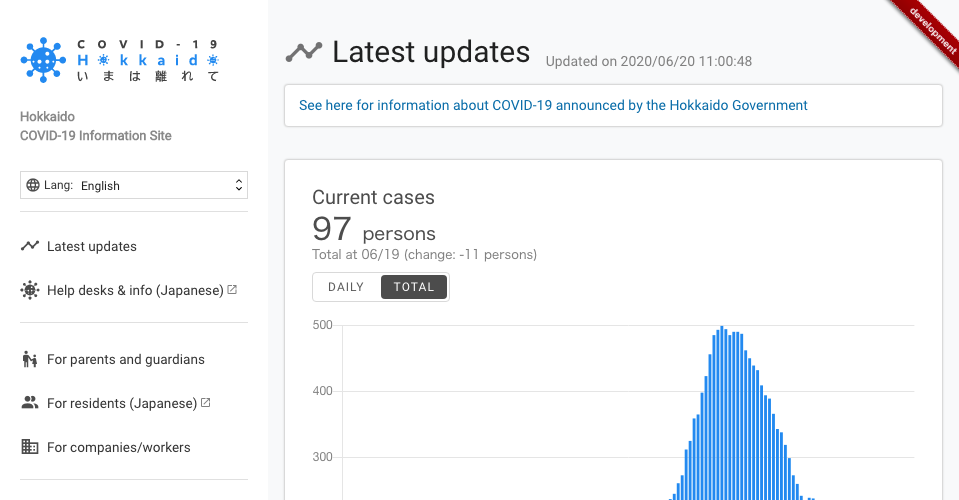 COVID-19
Hokkaido
いまは離れて
Hokkaido
COVID-19 Information Site
Lang: English
Latest updates
Help desks & info (Japanese)
For parents and guardians
For residents (Japanese)
For companies/workers
development
Latest updates Updated on 2020/06/20 11:00:48
See here for information about COVID-19 announced by the Hokkaido Government
Current cases
97 persons
Total at 06/19 (change: -11 persons)
DAILY TOTAL
500
400
300